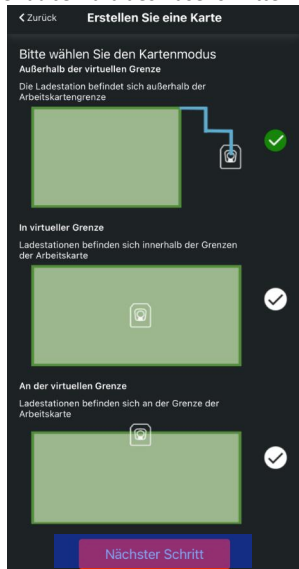 Zurück
Erstellen Sie eine Karte
Bitte wählen Sie den Kartenmodus
Außerhalb der virtuellen Grenze
Die Ladestation befindet sich außerhalb der
Arbeitskartengrenze
In virtueller Grenze
Ladestationen befinden sich innerhalb der Grenzen
der Arbeitskarte
An der virtuellen Grenze
Ladestationen befinden sich an der Grenze der
Arbeitskarte
Nächster Schritt